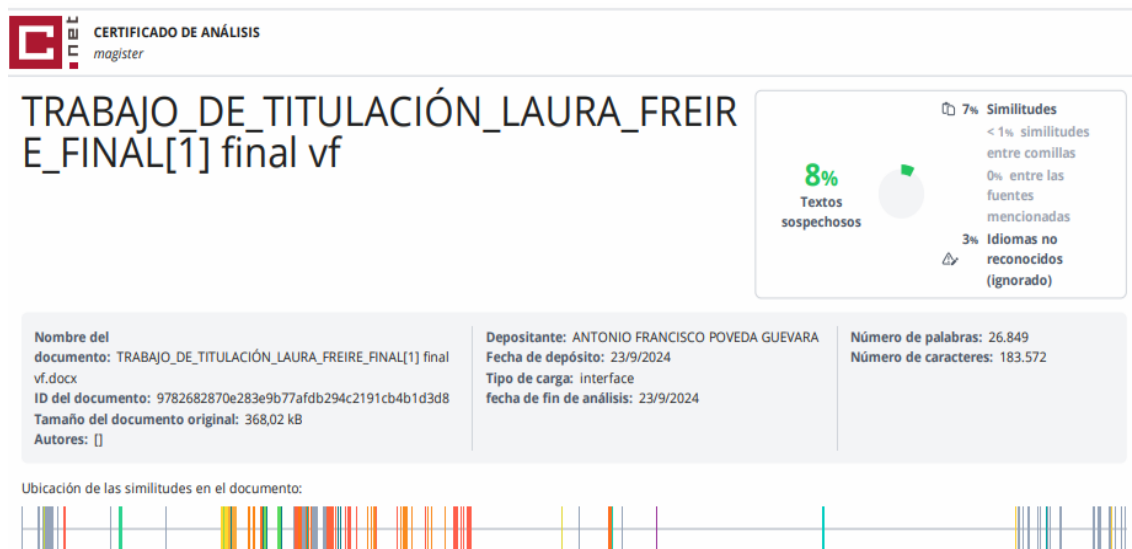 C
.net
CERTIFICADO DE ANÁLISIS
magister
TRABAJO_DE_TITULACIÓN_LAURA_FREIR
E_FINAL[1] final vf
8%
Textos
sospechosos
7% Similitudes
< 1% similitudes
entre comillas
0% entre las
fuentes
mencionadas
3% Idiomas no
reconocidos
(ignorado)
Nombre del
documento: TRABAJO_DE_TITULACIÓN_LAURA_FREIRE_FINAL[1] final
vf.docx
ID del documento: 9782682870e283e9b77afdb294c2191cb4b1d3d8
Tamaño del documento original: 368,02 kB
Autores: []
Depositante: ANTONIO FRANCISCO POVEDA GUEVARA
Fecha de depósito: 23/9/2024
Tipo de carga: interface
fecha de fin de análisis: 23/9/2024
Número de palabras: 26.849
Número de caracteres: 183.572
Ubicación de las similitudes en el documento: